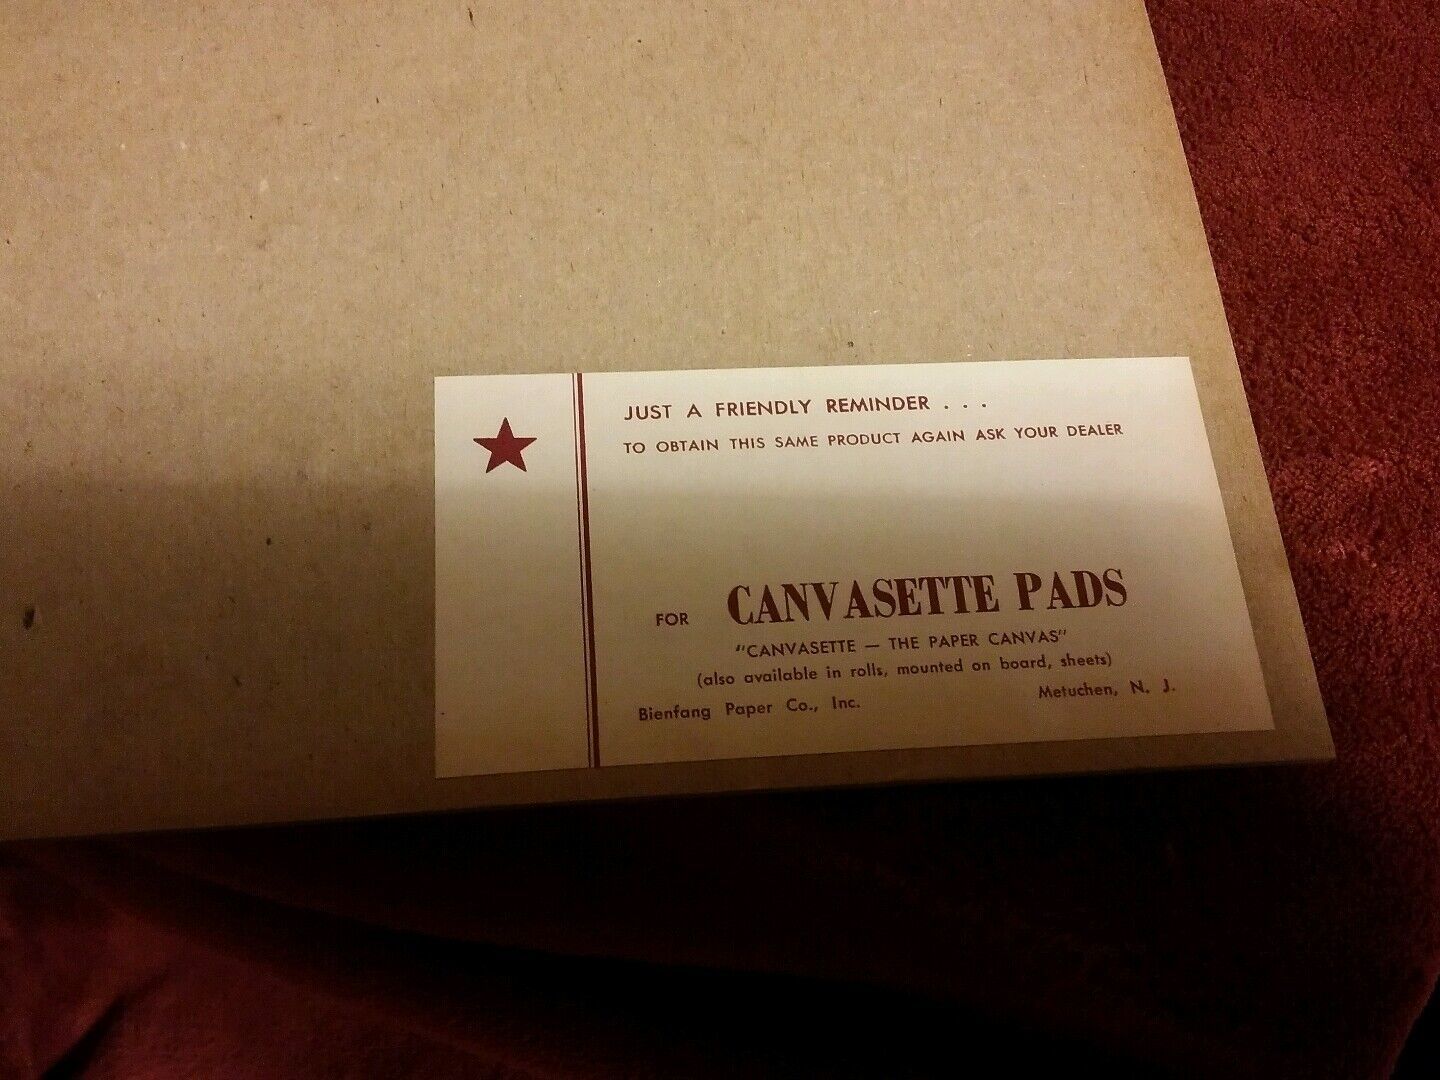 JUST A FRIENDLY REMINDER . . .
TO OBTAIN THIS SAME PRODUCT AGAIN ASK YOUR DEALER
FOR CANVASETTE PADS
"CANVASETTE — THE PAPER CANVAS"
(also available in rolls, mounted on board, sheets)
Bienfang Paper Co., Inc. Metuchen, N. J.